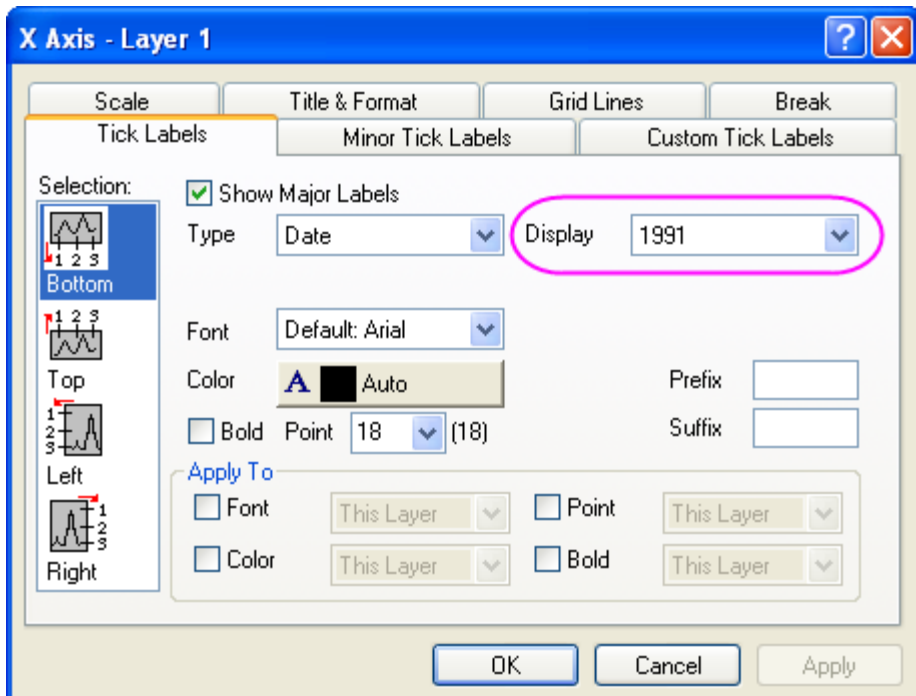 X Axis - Layer 1
Scale Title & Format Grid Lines Break
Tick Labels Minor Tick Labels Custom Tick Labels
Selection:
1 2 3
Bottom
1 2 3
Top
1
2
3
Left
1
2
3
Right
Show Major Labels
Type Date Display 1991
Font Default: Arial
Color A Auto Prefix
Bold Point 18 (18) Suffix
Apply To
Font This Layer Point This Layer
Color This Layer Bold This Layer
OK Cancel Apply